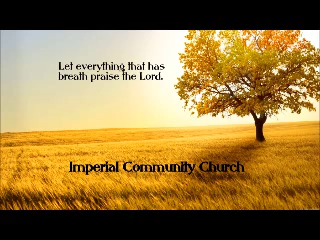 Let everything that has
breath praise the Lord.
Imperial Community Church